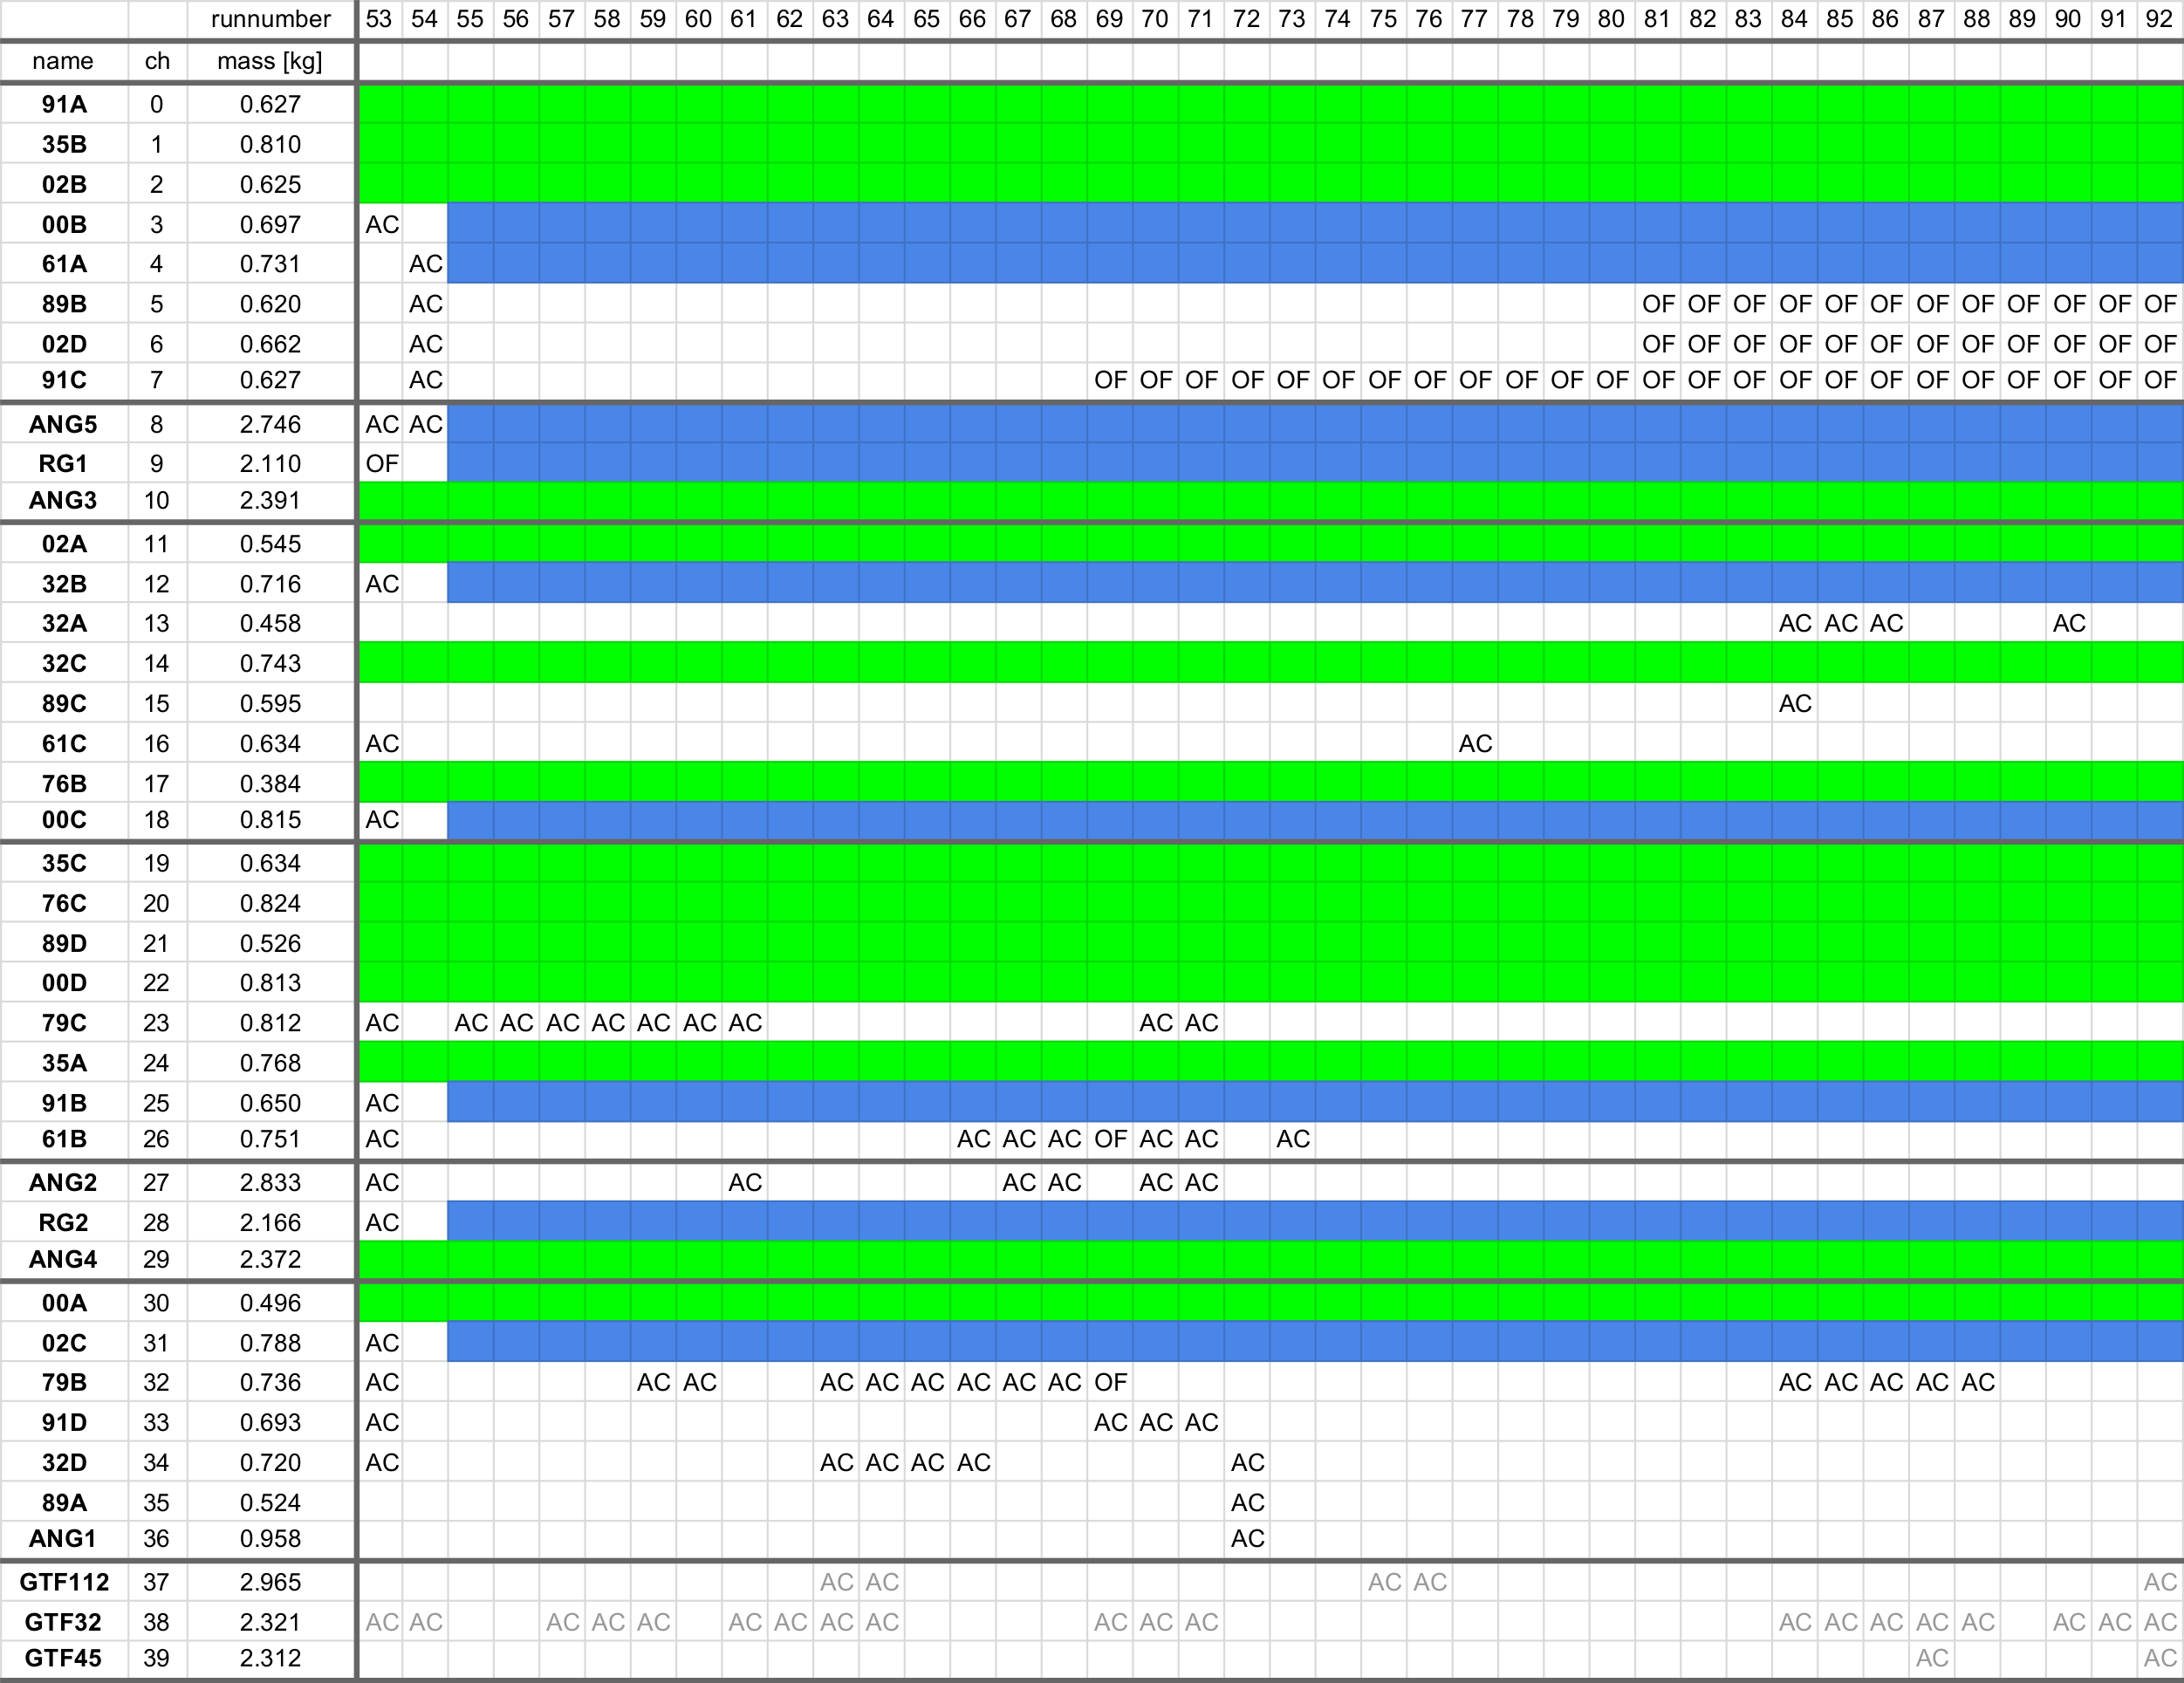 runnumber 53 54 55 56 57 58 59 60 61 62 63 64 65 66 67 68 69 70 71 72 73 74 75 76 77 78 79 80 81 82 83 84 85 86 87 88 89 90 91 92
name ch mass [kg]
91A 0 0.627
35B 1 0.810
02B 2 0.625
00B 3 0.697 AC
61A 4 0.731 AC
89B 5 0.620 AC OF OF OF OF OF OF OF OF OF OF OF OF
02D 6 0.662 AC OF OF OF OF OF OF OF OF OF OF OF OF
91C 7 0.627 AC OF OF OF OF OF OF OF OF OF OF OF OF OF OF OF OF OF OF OF OF OF OF OF OF
ANG5 8 2.746 AC AC
RG1 9 2.110 OF
ANG3 10 2.391
02A 11 0.545
32B 12 0.716 AC
32A 13 0.458 AC AC AC AC
32C 14 0.743
89C 15 0.595 AC
61C 16 0.634 AC AC
76B 17 0.384
00C 18 0.815 AC
35C 19 0.634
76C 20 0.824
89D 21 0.526
00D 22 0.813
79C 23 0.812 AC AC AC AC AC AC AC AC AC AC
35A 24 0.768
91B 25 0.650 AC
61B 26 0.751 AC AC AC AC OF AC AC AC
ANG2 27 2.833 AC AC AC AC AC AC
RG2 28 2.166 AC
ANG4 29 2.372
00A 30 0.496
02C 31 0.788 AC
79B 32 0.736 AC AC AC AC AC AC AC AC AC OF AC AC AC AC AC
91D 33 0.693 AC AC AC AC
32D 34 0.720 AC AC AC AC AC AC
89A 35 0.524 AC
ANG1 36 0.958 AC
GTF112 37 2.965 AC AC AC AC AC
GTF32 38 2.321 AC AC AC AC AC AC AC AC AC AC AC AC AC AC AC AC AC AC AC AC
GTF45 39 2.312 AC AC